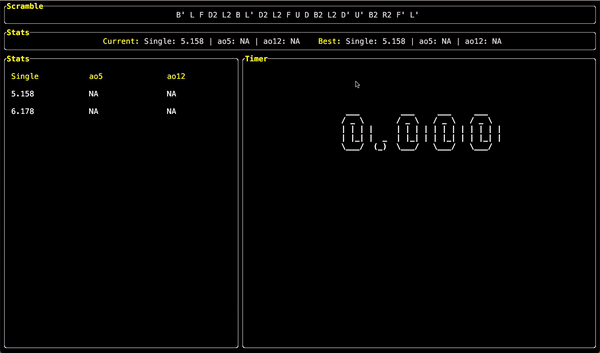 Scramble
B' L F D2 L2 B L' D2 L2 F U D B2 L2 D' U' B2 R2 F' L'
Stats
Current: Single: 5.158 | ao5: NA | ao12: NA Best: Single: 5.158 | ao5: NA | ao12: NA
Stats
Single ao5 ao12
5.158 NA NA
6.178 NA NA
Timer
0.000